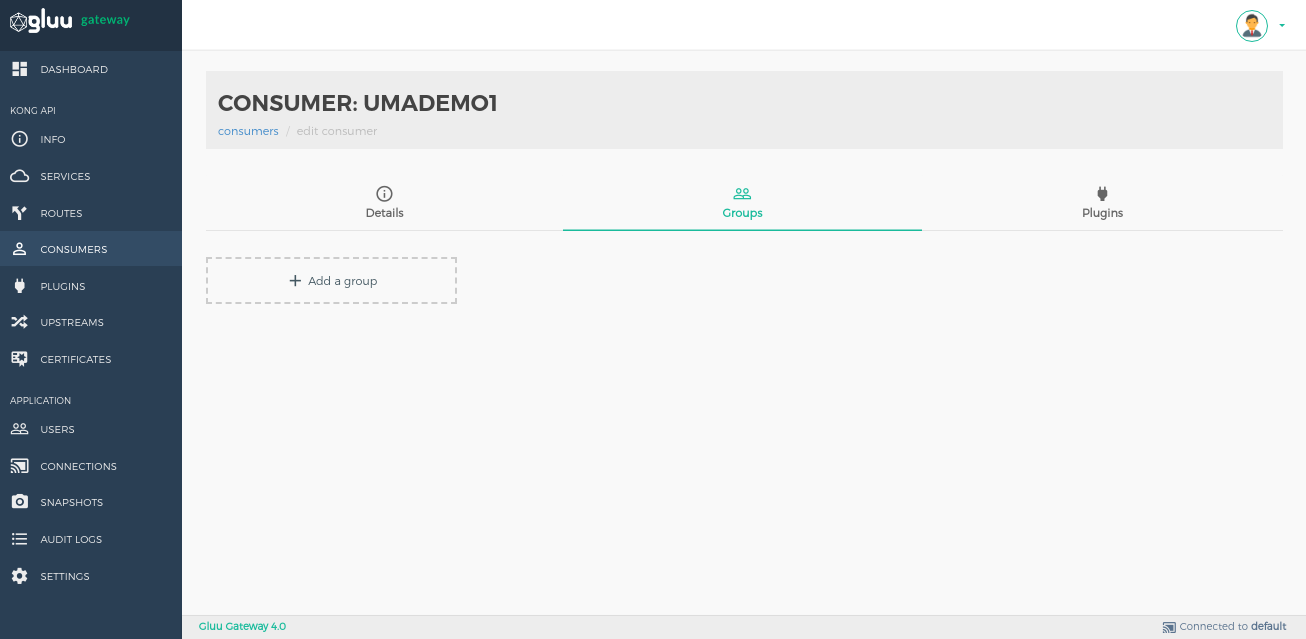 gluu gateway
DASHBOARD
KONG API
INFO
SERVICES
ROUTES
CONSUMERS
PLUGINS
UPSTREAMS
CERTIFICATES
APPLICATION
USERS
CONNECTIONS
SNAPSHOTS
AUDIT LOGS
SETTINGS
CONSUMER: UMADEMO1
consumers / edit consumer
Details
Groups
Plugins
+ Add a group
Gluu Gateway 4.0
Connected to default